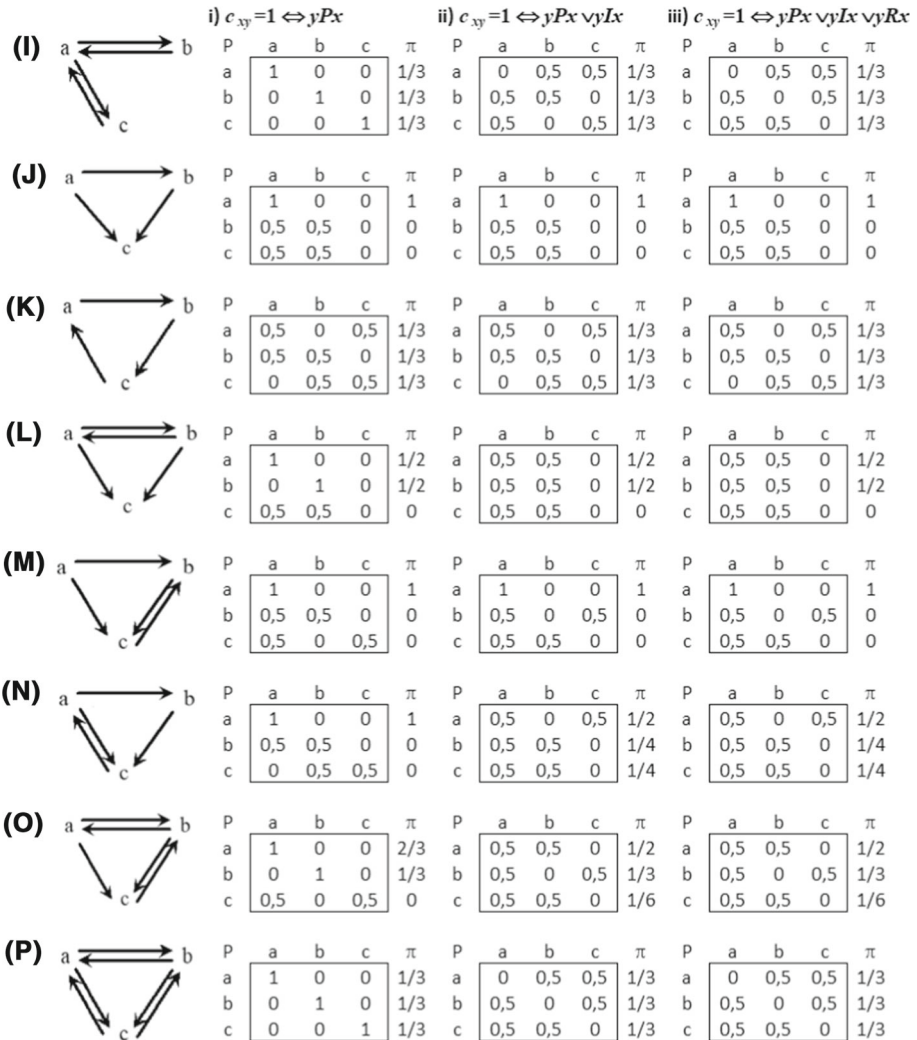 i) c xy =1 ⇔ yPx ii) c xy =1 ⇔ yPx ∨yIx iii) c xy =1 ⇔ yPx ∨yIx ∨yRx
(I) a b c
P a b c π P a b c π P a b c π
a 1 0 0 1/3 a 0 0,5 0,5 1/3 a 0 0,5 0,5 1/3
b 0 1 0 1/3 b 0,5 0,5 0 1/3 b 0,5 0 0,5 1/3
c 0 0 1 1/3 c 0,5 0 0,5 1/3 c 0,5 0,5 0 1/3
(J) a b c
P a b c π P a b c π P a b c π
a 1 0 0 1 a 1 0 0 1 a 1 0 0 1
b 0,5 0,5 0 0 b 0,5 0,5 0 0 b 0,5 0,5 0 0
c 0,5 0,5 0 0 c 0,5 0,5 0 0 c 0,5 0,5 0 0
(K) a b c
P a b c π P a b c π P a b c π
a 0,5 0 0,5 1/3 a 0,5 0 0,5 1/3 a 0,5 0 0,5 1/3
b 0,5 0,5 0 1/3 b 0,5 0,5 0 1/3 b 0,5 0,5 0 1/3
c 0 0,5 0,5 1/3 c 0 0,5 0,5 1/3 c 0 0,5 0,5 1/3
(L) a b c
P a b c π P a b c π P a b c π
a 1 0 0 1/2 a 0,5 0,5 0 1/2 a 0,5 0,5 0 1/2
b 0 1 0 1/2 b 0,5 0,5 0 1/2 b 0,5 0,5 0 1/2
c 0,5 0,5 0 0 c 0,5 0,5 0 0 c 0,5 0,5 0 0
(M) a b c
P a b c π P a b c π P a b c π
a 1 0 0 1 a 1 0 0 1 a 1 0 0 1
b 0,5 0,5 0 0 b 0,5 0 0,5 0 b 0,5 0 0,5 0
c 0,5 0 0,5 0 c 0,5 0,5 0 0 c 0,5 0,5 0 0
(N) a b c
P a b c π P a b c π P a b c π
a 1 0 0 1 a 0,5 0 0,5 1/2 a 0,5 0 0,5 1/2
b 0,5 0,5 0 0 b 0,5 0,5 0 1/4 b 0,5 0,5 0 1/4
c 0 0,5 0,5 0 c 0,5 0,5 0 1/4 c 0,5 0,5 0 1/4
(O) a b c
P a b c π P a b c π P a b c π
a 1 0 0 2/3 a 0,5 0,5 0 1/2 a 0,5 0,5 0 1/2
b 0 1 0 1/3 b 0,5 0 0,5 1/3 b 0,5 0 0,5 1/3
c 0,5 0 0,5 0 c 0,5 0,5 0 1/6 c 0,5 0,5 0 1/6
(P) a b c
P a b c π P a b c π P a b c π
a 1 0 0 1/3 a 0 0,5 0,5 1/3 a 0 0,5 0,5 1/3
b 0 1 0 1/3 b 0,5 0 0,5 1/3 b 0,5 0 0,5 1/3
c 0 0 1 1/3 c 0,5 0,5 0 1/3 c 0,5 0,5 0 1/3